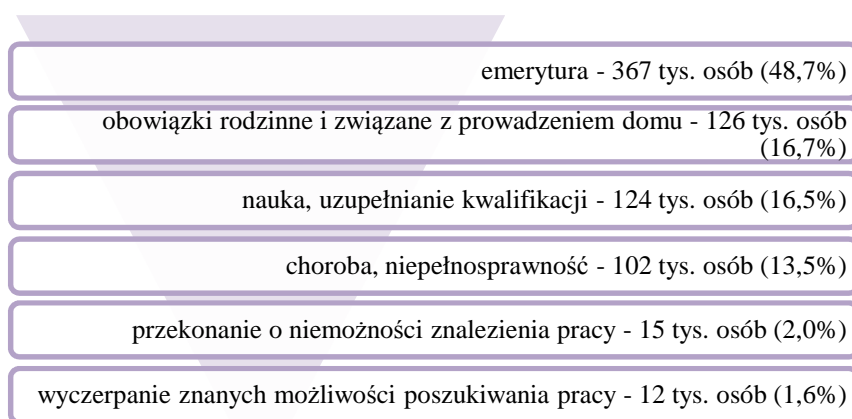 emerytura - 367 tys. osób (48,7%)
obowiązki rodzinne i związane z prowadzeniem domu - 126 tys. osób
(16,7%)
nauka, uzupełnianie kwalifikacji - 124 tys. osób (16,5%)
choroba, niepełnosprawność - 102 tys. osób (13,5%)
przekonanie o niemożności znalezienia pracy - 15 tys. osób (2,0%)
wyczerpanie znanych możliwości poszukiwania pracy - 12 tys. osób (1,6%)